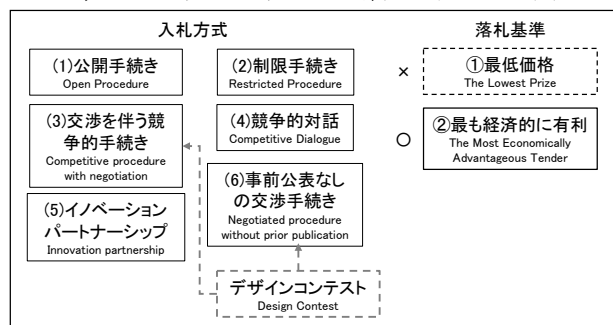 入札方式
落札基準
(1)公開手続き
Open Procedure
(2)制限手続き
Restricted Procedure
×
①最低価格
The Lowest Prize
(3)交渉を伴う競
争的手続き
Competitive procedure
with negotiation
(4)競争的対話
Competitive Dialogue
○
②最も経済的に有利
The Most Economically
Advantageous Tender
(5)イノベーション
パートナーシップ
Innovation partnership
(6)事前公表なし
の交渉手続き
Negotiated procedure
without prior publication
デザインコンテスト
Design Contest